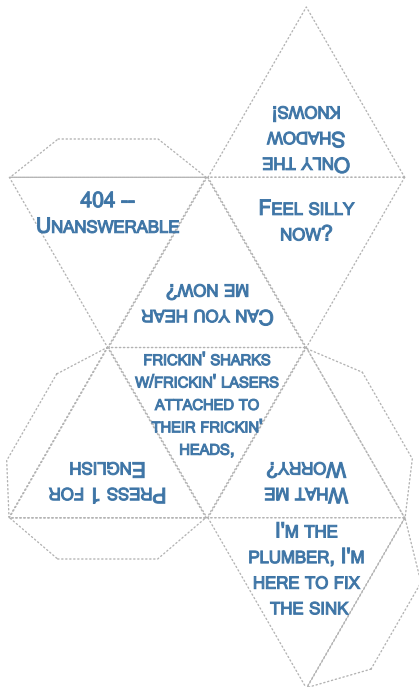 ONLY THE
SHADOW
KNOWS!
404 –
UNANSWERABLE
FEEL SILLY
NOW?
CAN YOU HEAR
ME NOW?
FRICKIN' SHARKS
W/FRICKIN' LASERS
ATTACHED TO
THEIR FRICKIN'
HEADS,
PRESS 1 FOR
ENGLISH
WHAT ME
WORRY?
I'M THE
PLUMBER, I'M
HERE TO FIX
THE SINK